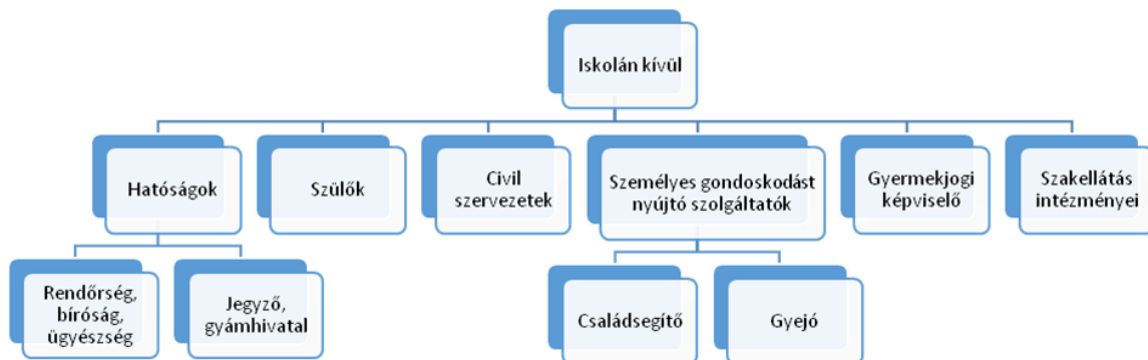 Iskolán kívül
Hatóságok
Szülők
Civil
szervezetek
Személyes gondoskodást
nyújtó szolgáltatók
Gyermekjogi
képviselő
Szakellátás
intézményei
Rendőrség,
bíróság,
ügyészség
Jegyző,
gyámhivatal
Családsegítő
Gyejó